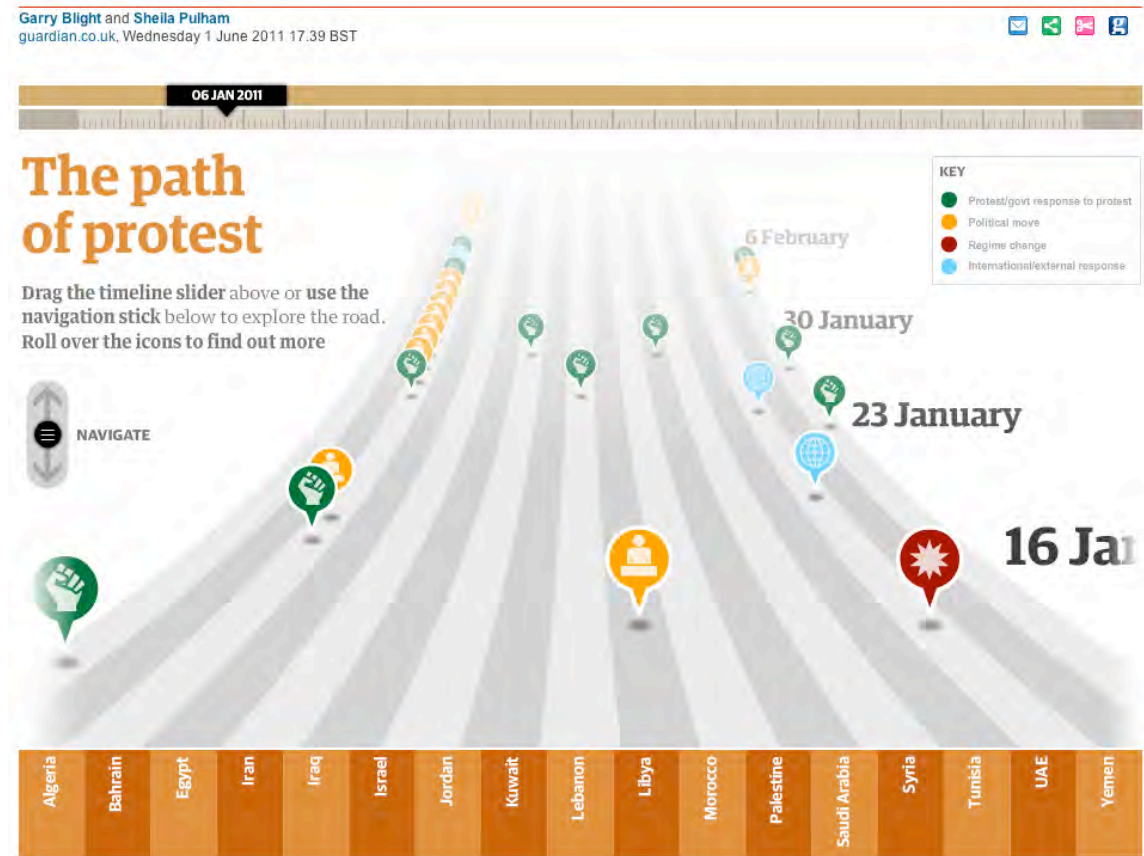 Garry Blight and Sheila Pulham
guardian.co.uk, Wednesday 1 June 2011 17.39 BST
g
06 JAN 2011
The path
of protest
Drag the timeline slider above or use the
navigation stick below to explore the road.
Roll over the icons to find out more
NAVIGATE
KEY
Protest/govt response to protest
Political move
Regime change
International/external response
6 February
30 January
23 January
16 Jan
Algeria
Bahrain
Egypt
Iran
Iraq
Israel
Jordan
Kuwait
Lebanon
Libya
Morocco
Palestine
Saudi Arabia
Syria
Tunisia
UAE
Yemen